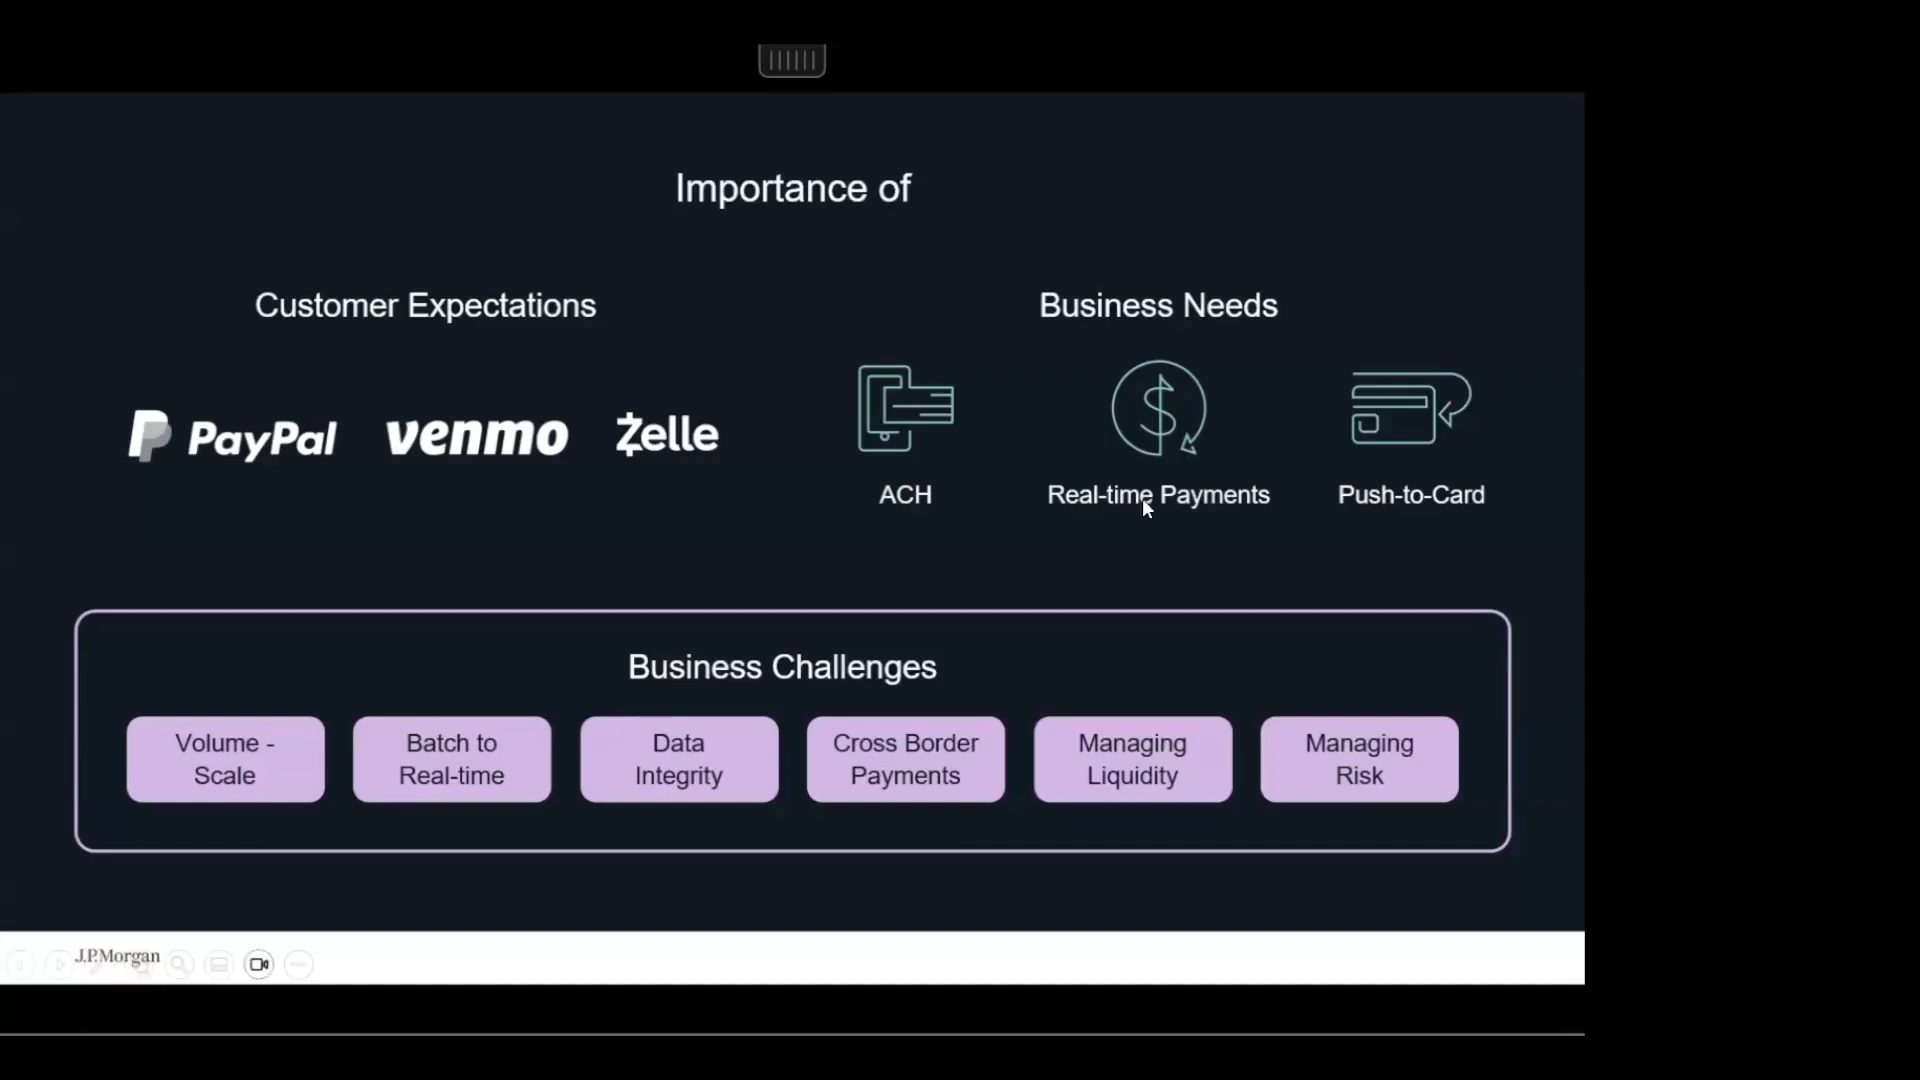 Importance of
Customer Expectations
PayPal
venmo
Zelle
Business Needs
ACH
Real-time Payments
Push-to-Card
Business Challenges
Volume -
Scale
Batch to
Real-time
Data
Integrity
Cross Border
Payments
Managing
Liquidity
Managing
Risk
J.P.Morgan